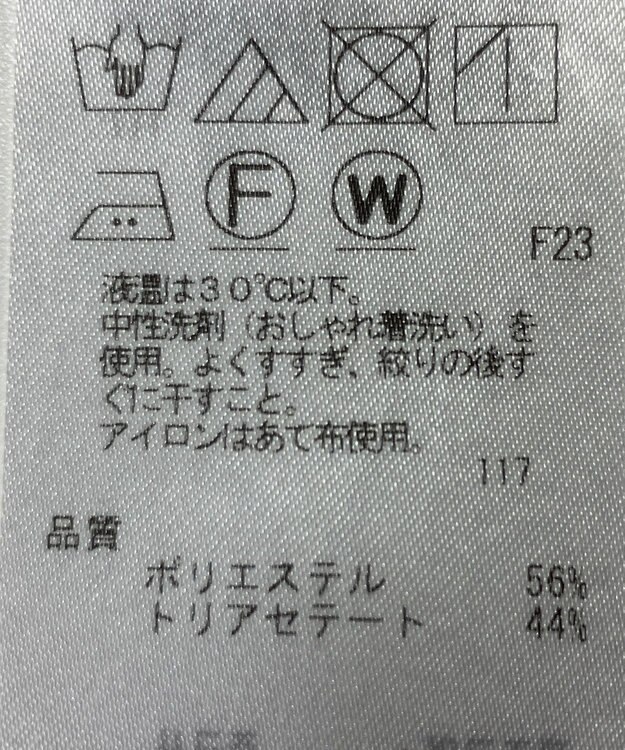 F
W
F23
液温は30℃以下。
中性洗剤（おしゃれ着洗い）を
使用。よくすすぎ、絞りの後す
ぐに干すこと。
アイロンはあて布使用。
117
品質
ポリエステル 56%
トリアセテート 44%